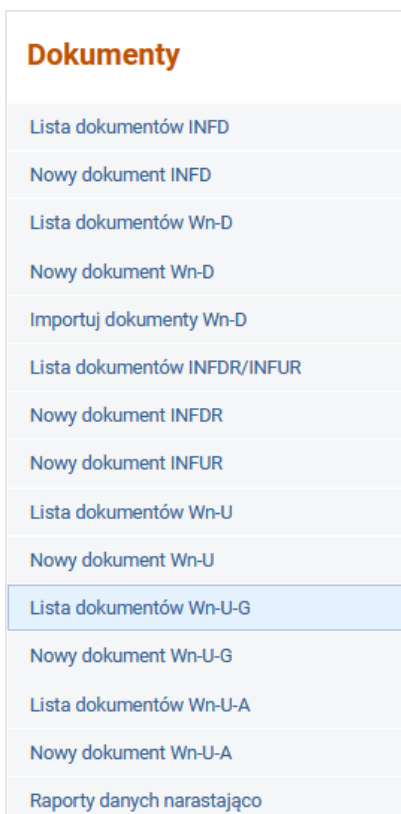 Dokumenty
Lista dokumentów INFD
Nowy dokument INFD
Lista dokumentów Wn-D
Nowy dokument Wn-D
Importuj dokumenty Wn-D
Lista dokumentów INFDR/INFUR
Nowy dokument INFDR
Nowy dokument INFUR
Lista dokumentów Wn-U
Nowy dokument Wn-U
Lista dokumentów Wn-U-G
Nowy dokument Wn-U-G
Lista dokumentów Wn-U-A
Nowy dokument Wn-U-A
Raporty danych narastająco